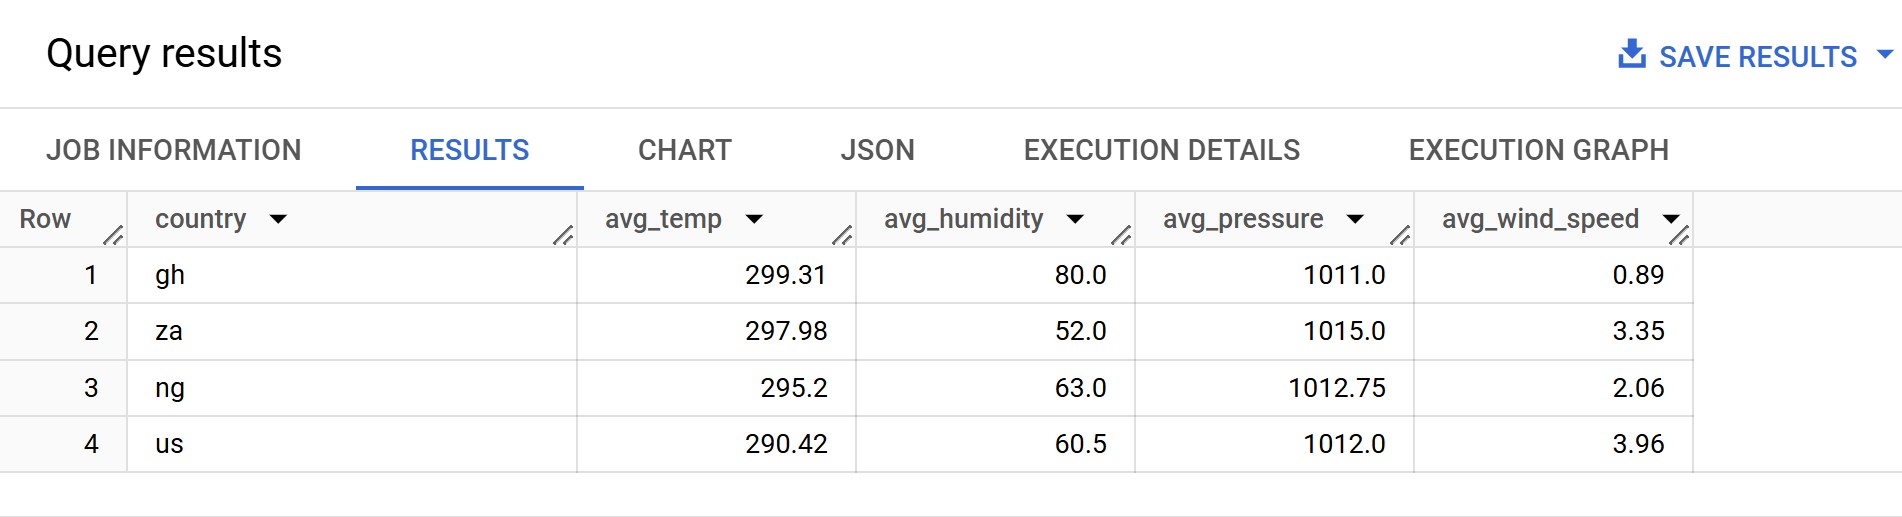 Query results
SAVE RESULTS
JOB INFORMATION RESULTS CHART JSON EXECUTION DETAILS EXECUTION GRAPH
Row country avg_temp avg_humidity avg_pressure avg_wind_speed
1 gh 299.31 80.0 1011.0 0.89
2 za 297.98 52.0 1015.0 3.35
3 ng 295.2 63.0 1012.75 2.06
4 us 290.42 60.5 1012.0 3.96